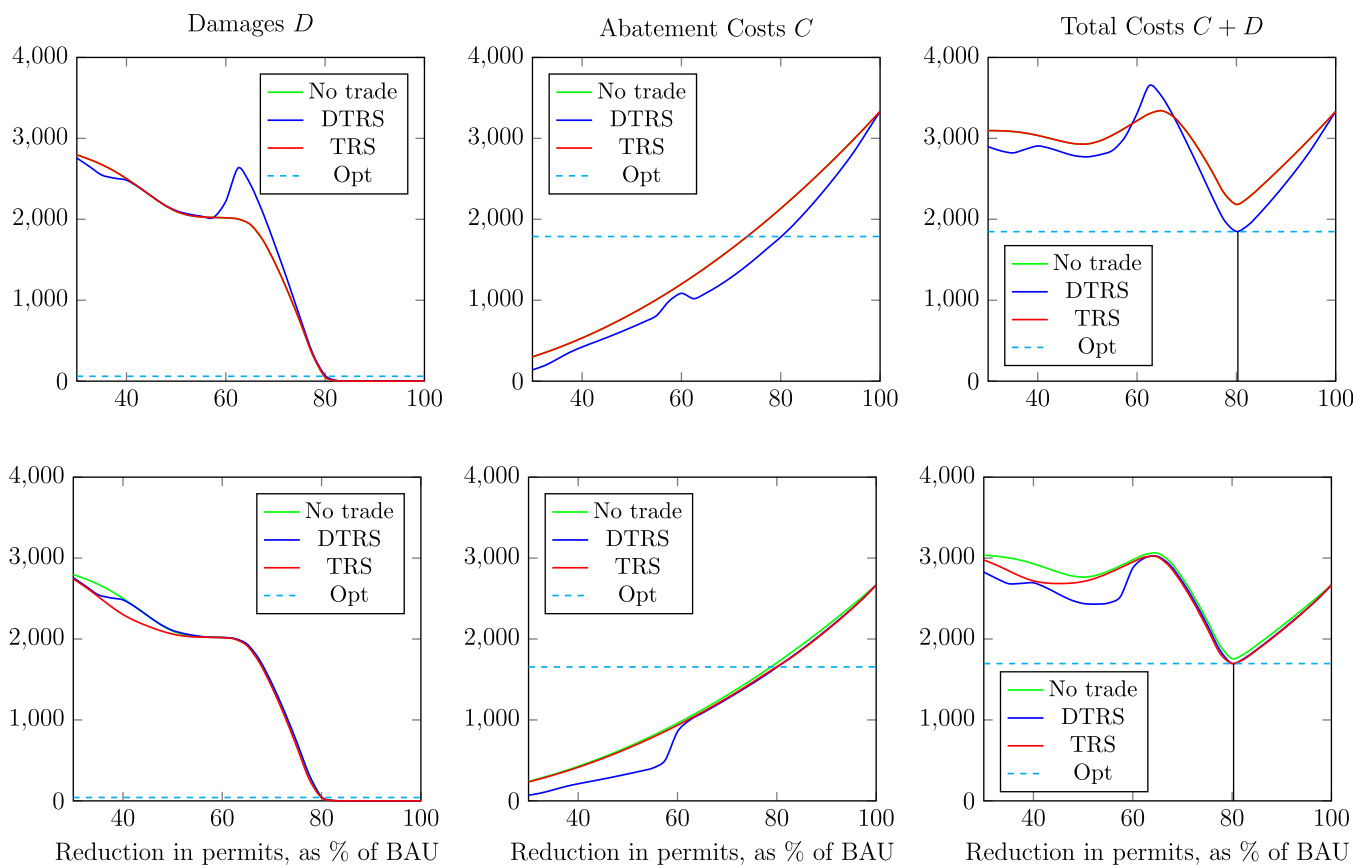 Damages D
Abatement Costs C
Total Costs C + D
4,000
3,000
2,000
1,000
0
40
60
80
100
No trade
DTRS
TRS
Opt
4,000
3,000
2,000
1,000
0
40
60
80
100
No trade
DTRS
TRS
Opt
4,000
3,000
2,000
1,000
0
40
60
80
100
No trade
DTRS
TRS
Opt
4,000
3,000
2,000
1,000
0
40
60
80
100
No trade
DTRS
TRS
Opt
Reduction in permits, as % of BAU
4,000
3,000
2,000
1,000
0
40
60
80
100
No trade
DTRS
TRS
Opt
Reduction in permits, as % of BAU
4,000
3,000
2,000
1,000
0
40
60
80
100
No trade
DTRS
TRS
Opt
Reduction in permits, as % of BAU